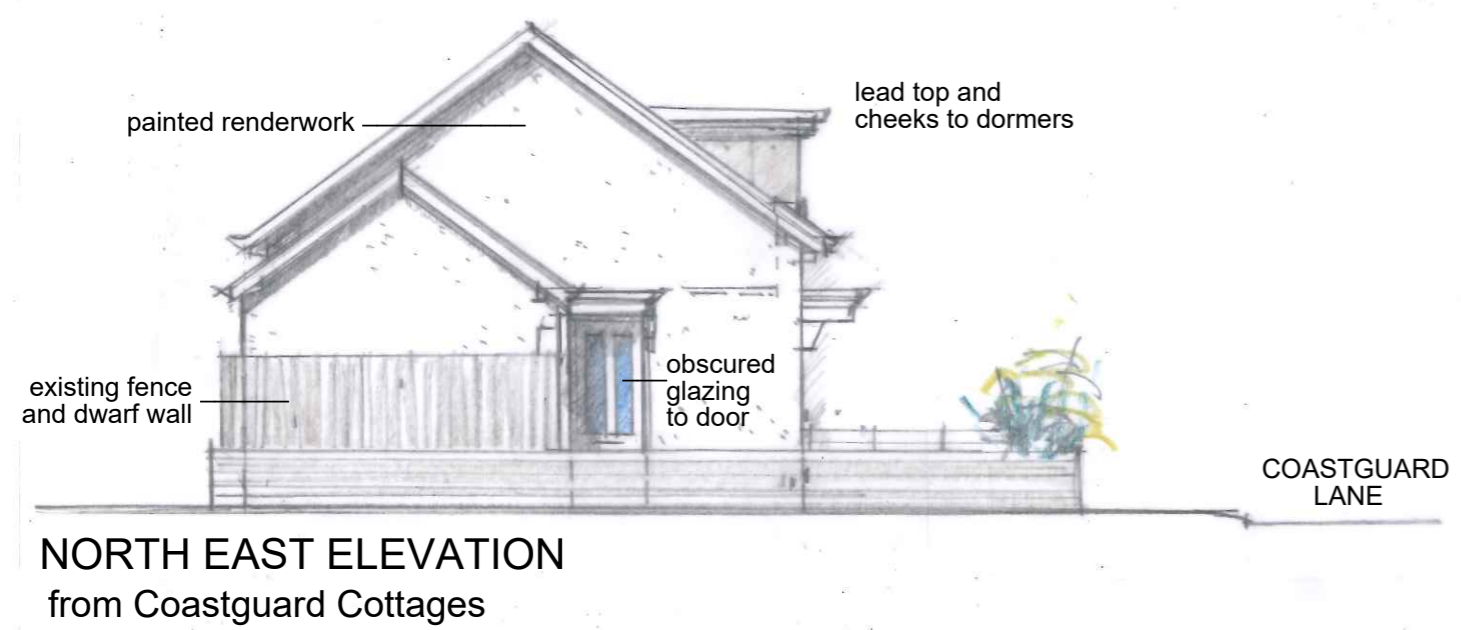 lead top and
cheeks to dormers
painted renderwork
obscured
glazing
to door
existing fence
and dwarf wall
COASTGUARD
LANE
NORTH EAST ELEVATION
from Coastguard Cottages